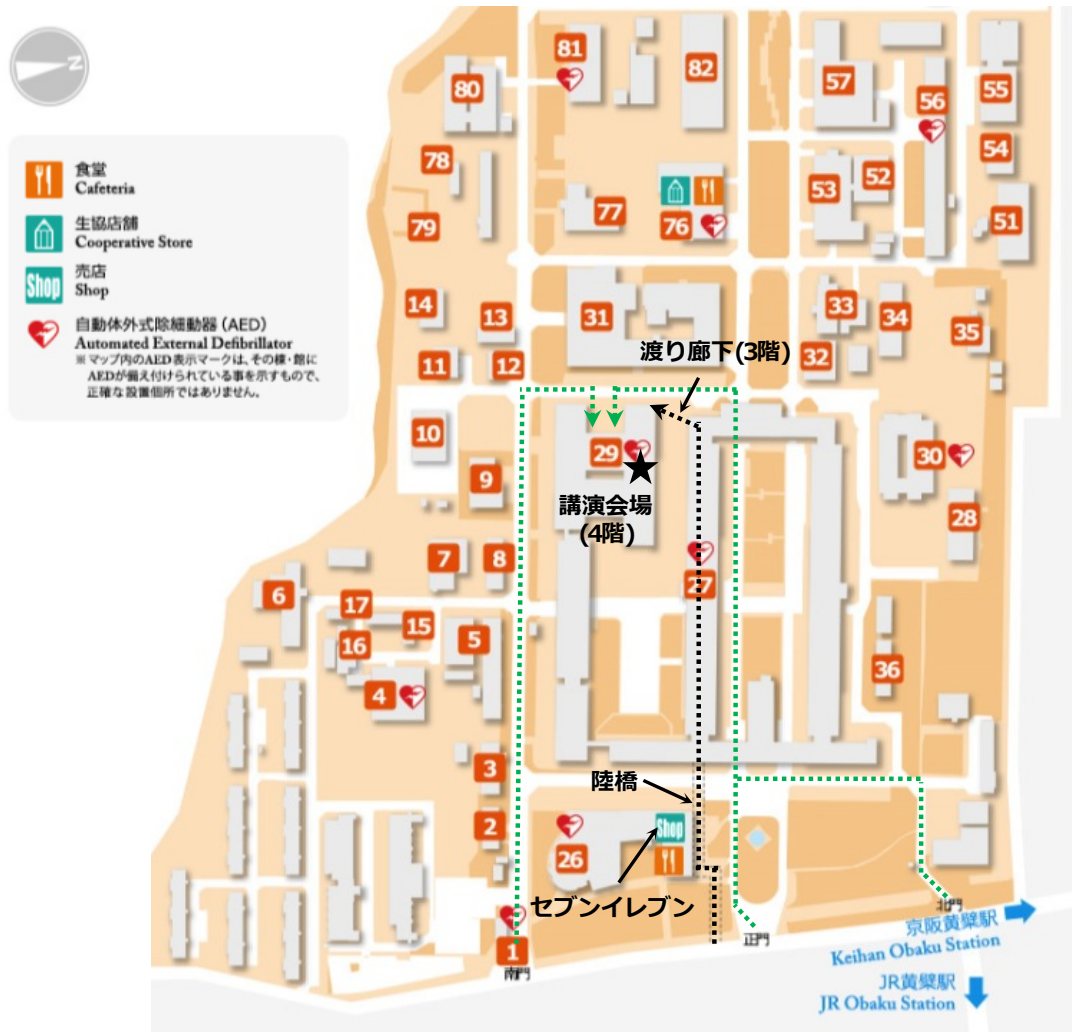 N
食堂
Cafeteria
生協店舗
Cooperative Store
Shop
売店
Shop
自動体外式除細動器(AED)
Automated External Defibrillator
※マップ内のAED表示マークは、その棟・館に
AEDが備え付けられている事を示すもので、
正確な設置個所ではありません。
81
82
80
57
56
55
78
54
53
52
79
77
76
51
14
13
31
33
34
35
渡り廊下(3階)
11
12
32
10
29
30
9
講演会場
(4階)
28
7
8
27
6
17
15
16
5
4
36
3
陸橋
2
26
Shop
セブンイレブン
1
南門
正門
北門
京阪黄檗駅
Keihan Obaku Station
JR黄檗駅
JR Obaku Station